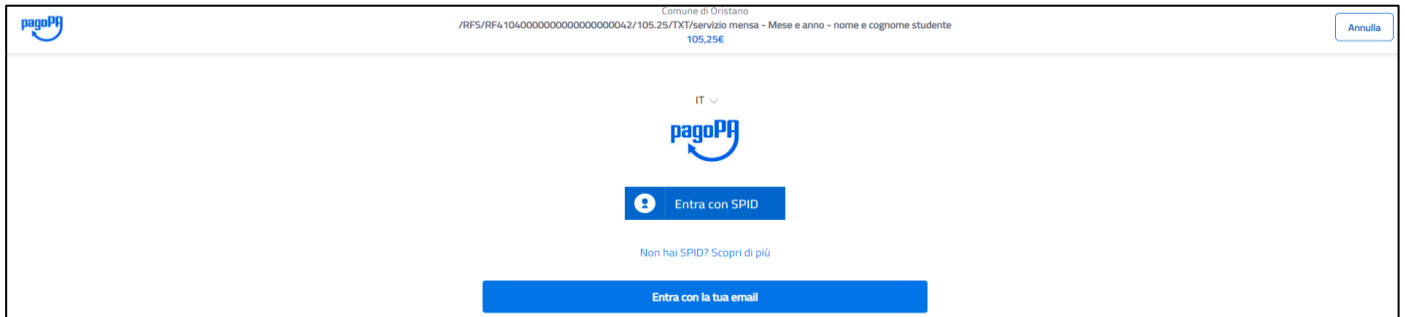 pagoPA
Comune di Oristano
/RFS/RF41040000000000000000042/105.25/TXT/servizio mensa - Mese e anno - nome e cognome studente
105,25€
Annulla
IT
pagoPA
Entra con SPID
Non hai SPID? Scopri di più
Entra con la tua email